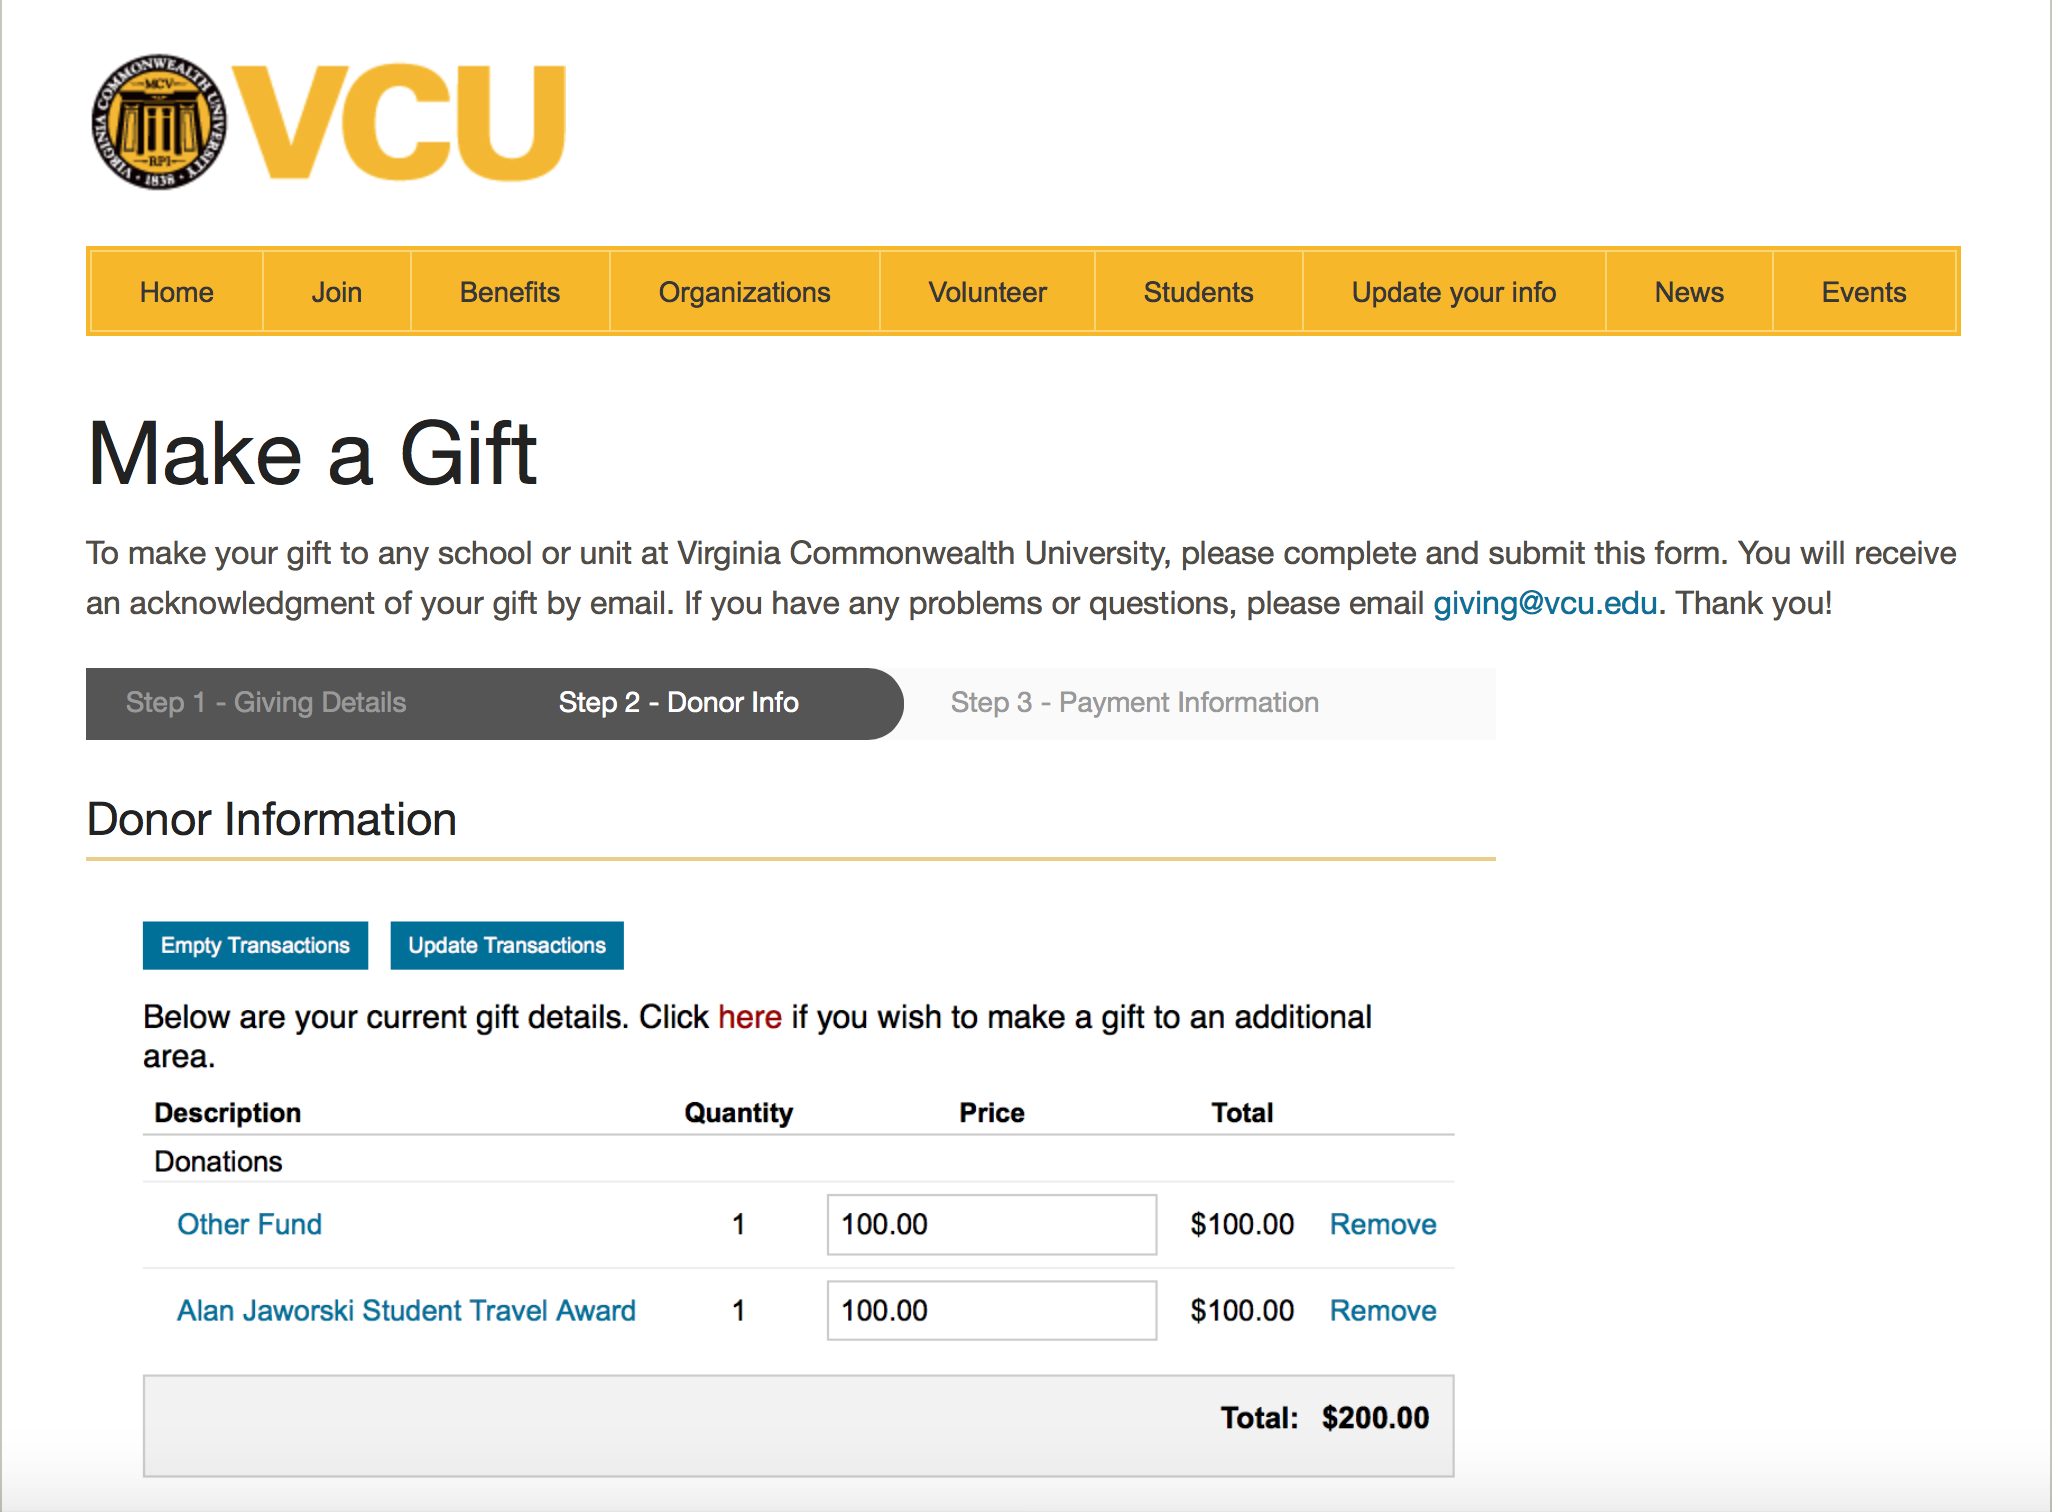 VIRGINIA COMMONWEALTH UNIVERSITY
MCV
RPI
1838
VCU
Home Join Benefits Organizations Volunteer Students Update your info News Events
Make a Gift
To make your gift to any school or unit at Virginia Commonwealth University, please complete and submit this form. You will receive
an acknowledgment of your gift by email. If you have any problems or questions, please email giving@vcu.edu. Thank you!
Step 1 - Giving Details Step 2 - Donor Info Step 3 - Payment Information
Donor Information
Empty Transactions Update Transactions
Below are your current gift details. Click here if you wish to make a gift to an additional
area.
Description Quantity Price Total
Donations
Other Fund 1 100.00 $100.00 Remove
Alan Jaworski Student Travel Award 1 100.00 $100.00 Remove
Total: $200.00